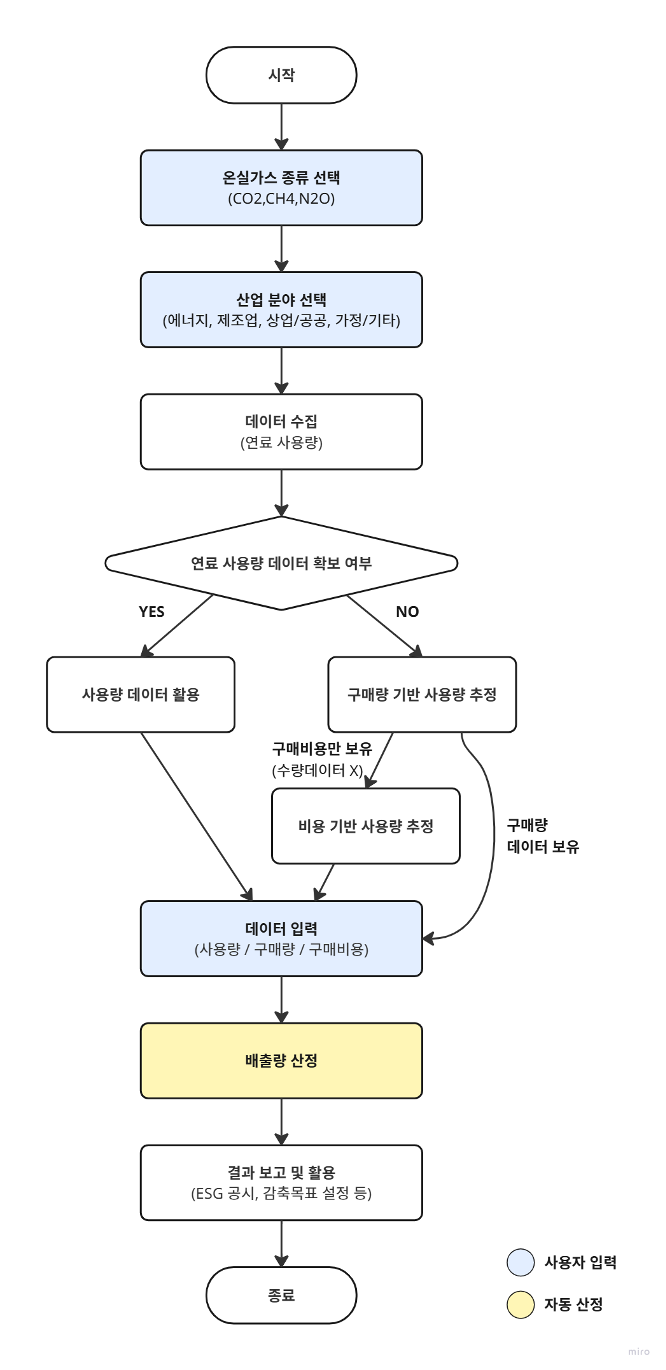 시작
온실가스 종류 선택
(CO2,CH4,N2O)
산업 분야 선택
(에너지, 제조업, 상업/공공, 가정/기타)
데이터 수집
(연료 사용량)
연료 사용량 데이터 확보 여부
YES
NO
사용량 데이터 활용
구매량 기반 사용량 추정
구매비용만 보유
(수량데이터 X)
비용 기반 사용량 추정
구매량
데이터 보유
데이터 입력
(사용량 / 구매량 / 구매비용)
배출량 산정
결과 보고 및 활용
(ESG 공시, 감축목표 설정 등)
종료
사용자 입력
자동 산정
miro